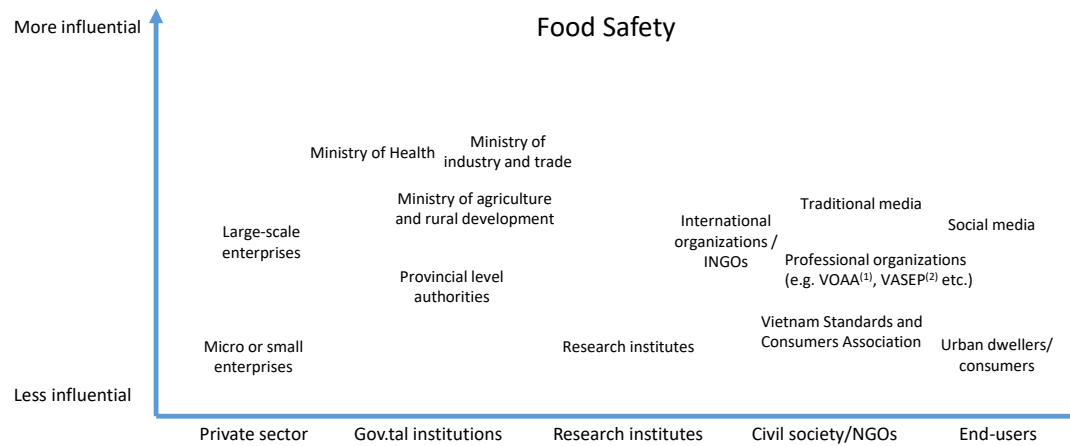 Food Safety
More influential
Ministry of Health
Ministry of
industry and trade
Ministry of agriculture
and rural development
Traditional media
Large-scale
enterprises
International
organizations /
INGOs
Social media
Provincial level
authorities
Professional organizations
(e.g. VOAA⁽¹⁾, VASEP⁽²⁾ etc.)
Micro or small
enterprises
Research institutes
Vietnam Standards and
Consumers Association
Urban dwellers/
consumers
Less influential
Private sector
Gov.tal institutions
Research institutes
Civil society/NGOs
End-users